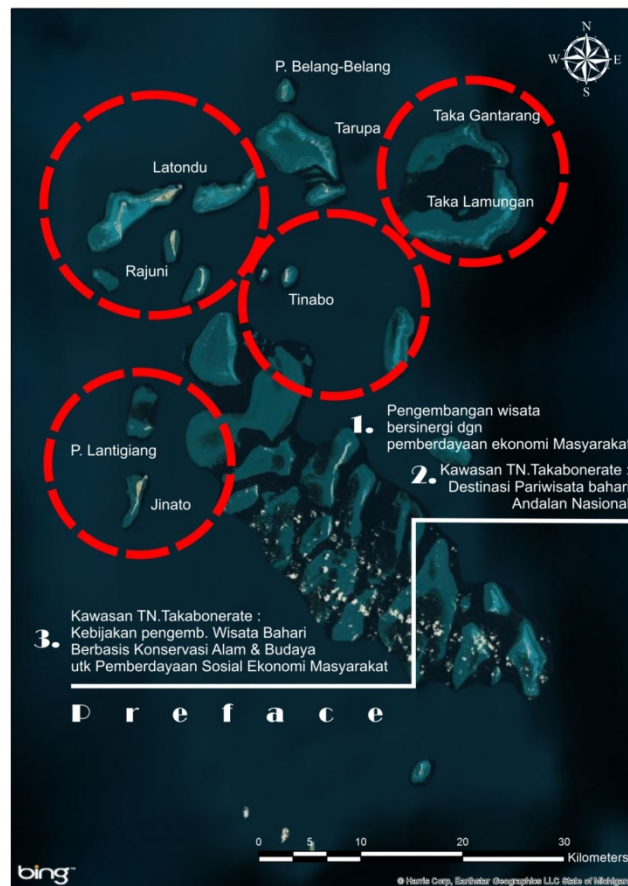 N
W E
S
P. Belang-Belang
Tarupa
Taka Gantarang
Latondu
Taka Lamungan
Rajuni
Tinabo
1. Pengembangan wisata
bersinergi dgn
pemberdayaan ekonomi Masyarakat
P. Lantigiang
2. Kawasan TN.Takabonerate :
Destinasi Pariwisata bahari
Andalan Nasional
Jinato
3. Kawasan TN.Takabonerate :
Kebijakan pengemb. Wisata Bahari
Berbasis Konservasi Alam & Budaya
utk Pemberdayaan Sosial Ekonomi Masyarakat
Preface
0 5 10 20 30
Kilometers
bing™
© Harris Corp, Earthstar Geographics LLC State of Michigan